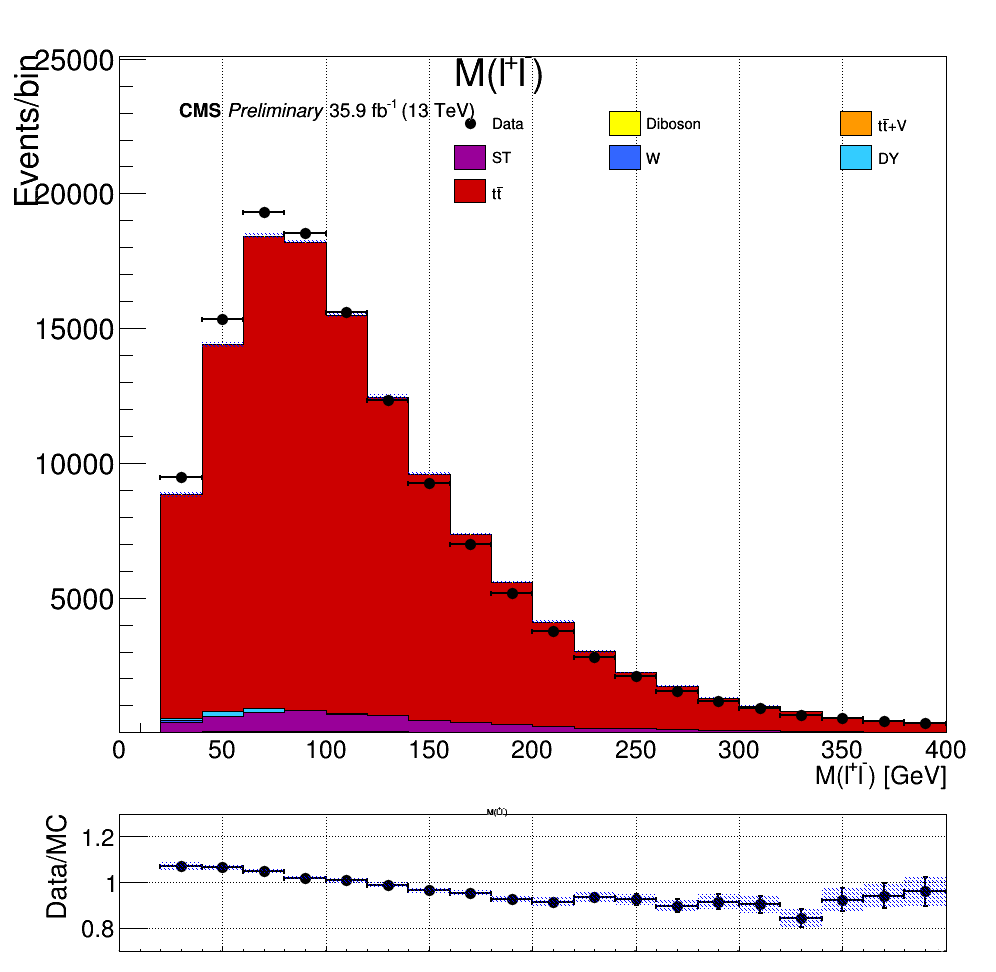 M(l⁺l⁻)
CMS Preliminary 35.9 fb⁻¹ (13 TeV)
Events/bin
Data
Diboson
tt̄+V
ST
W
DY
tt̄
25000
20000
15000
10000
5000
0 50 100 150 200 250 300 350 400
M(l⁺l⁻) [GeV]
M(l⁺l⁻)
Data/MC
1.2
1
0.8